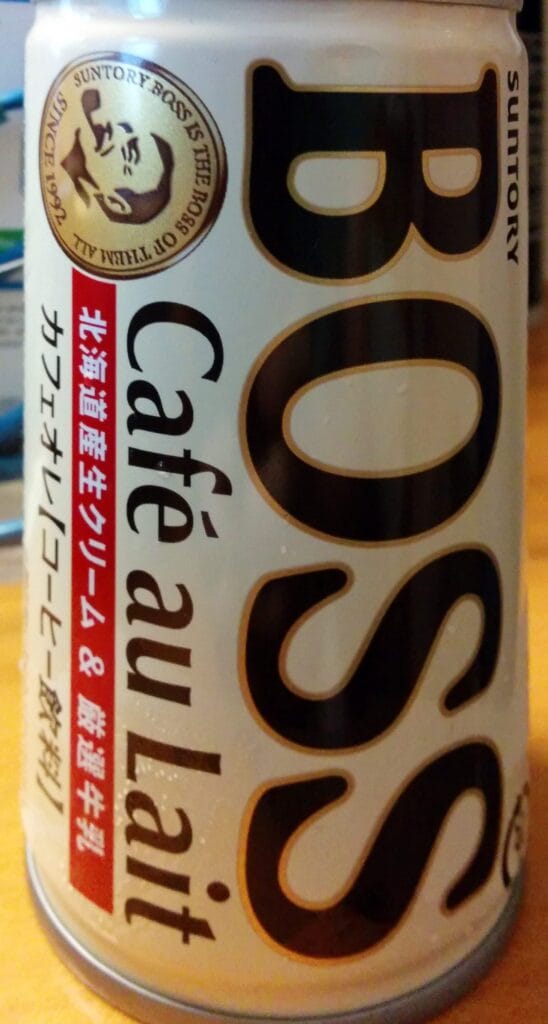 SUNTORY
BOSS
Café au Lait
北海道産生クリーム & 厳選牛乳
カフェオレ【コーヒー飲料】
SUNTORY BOSS IS THE BOSS OF THEM ALL
SINCE 1992